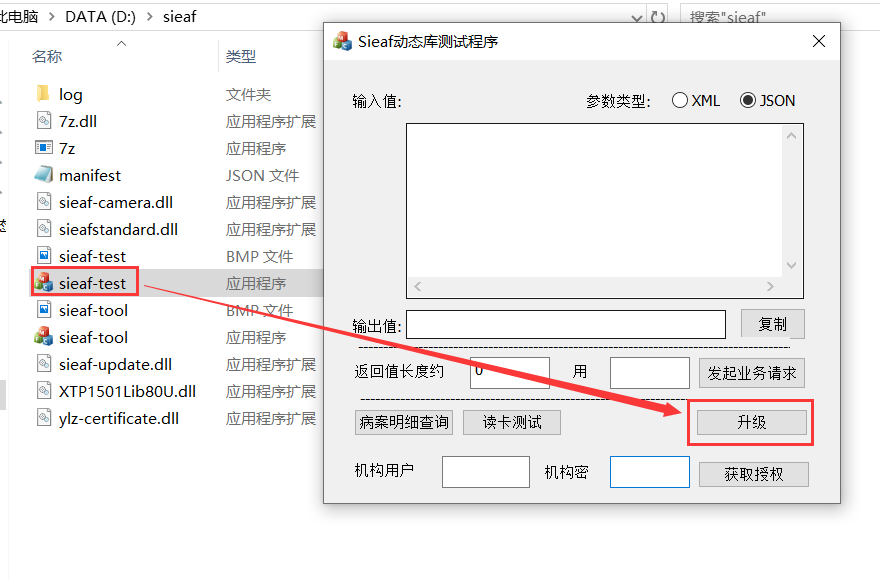 此电脑 > DATA (D:) > sieaf
搜索"sieaf"
名称 类型
log 文件夹
7z.dll 应用程序扩展
7z 应用程序
manifest JSON 文件
sieaf-camera.dll 应用程序扩展
sieafstandard.dll 应用程序扩展
sieaf-test BMP 文件
sieaf-test 应用程序
sieaf-tool BMP 文件
sieaf-tool 应用程序
sieaf-update.dll 应用程序扩展
XTP1501Lib80U.dll 应用程序扩展
ylz-certificate.dll 应用程序扩展
Sieaf动态库测试程序
输入值: 参数类型: XML JSON
输出值: 复制
返回值长度约 0 用 发起业务请求
病案明细查询 读卡测试 升级
机构用户 机构密 获取授权